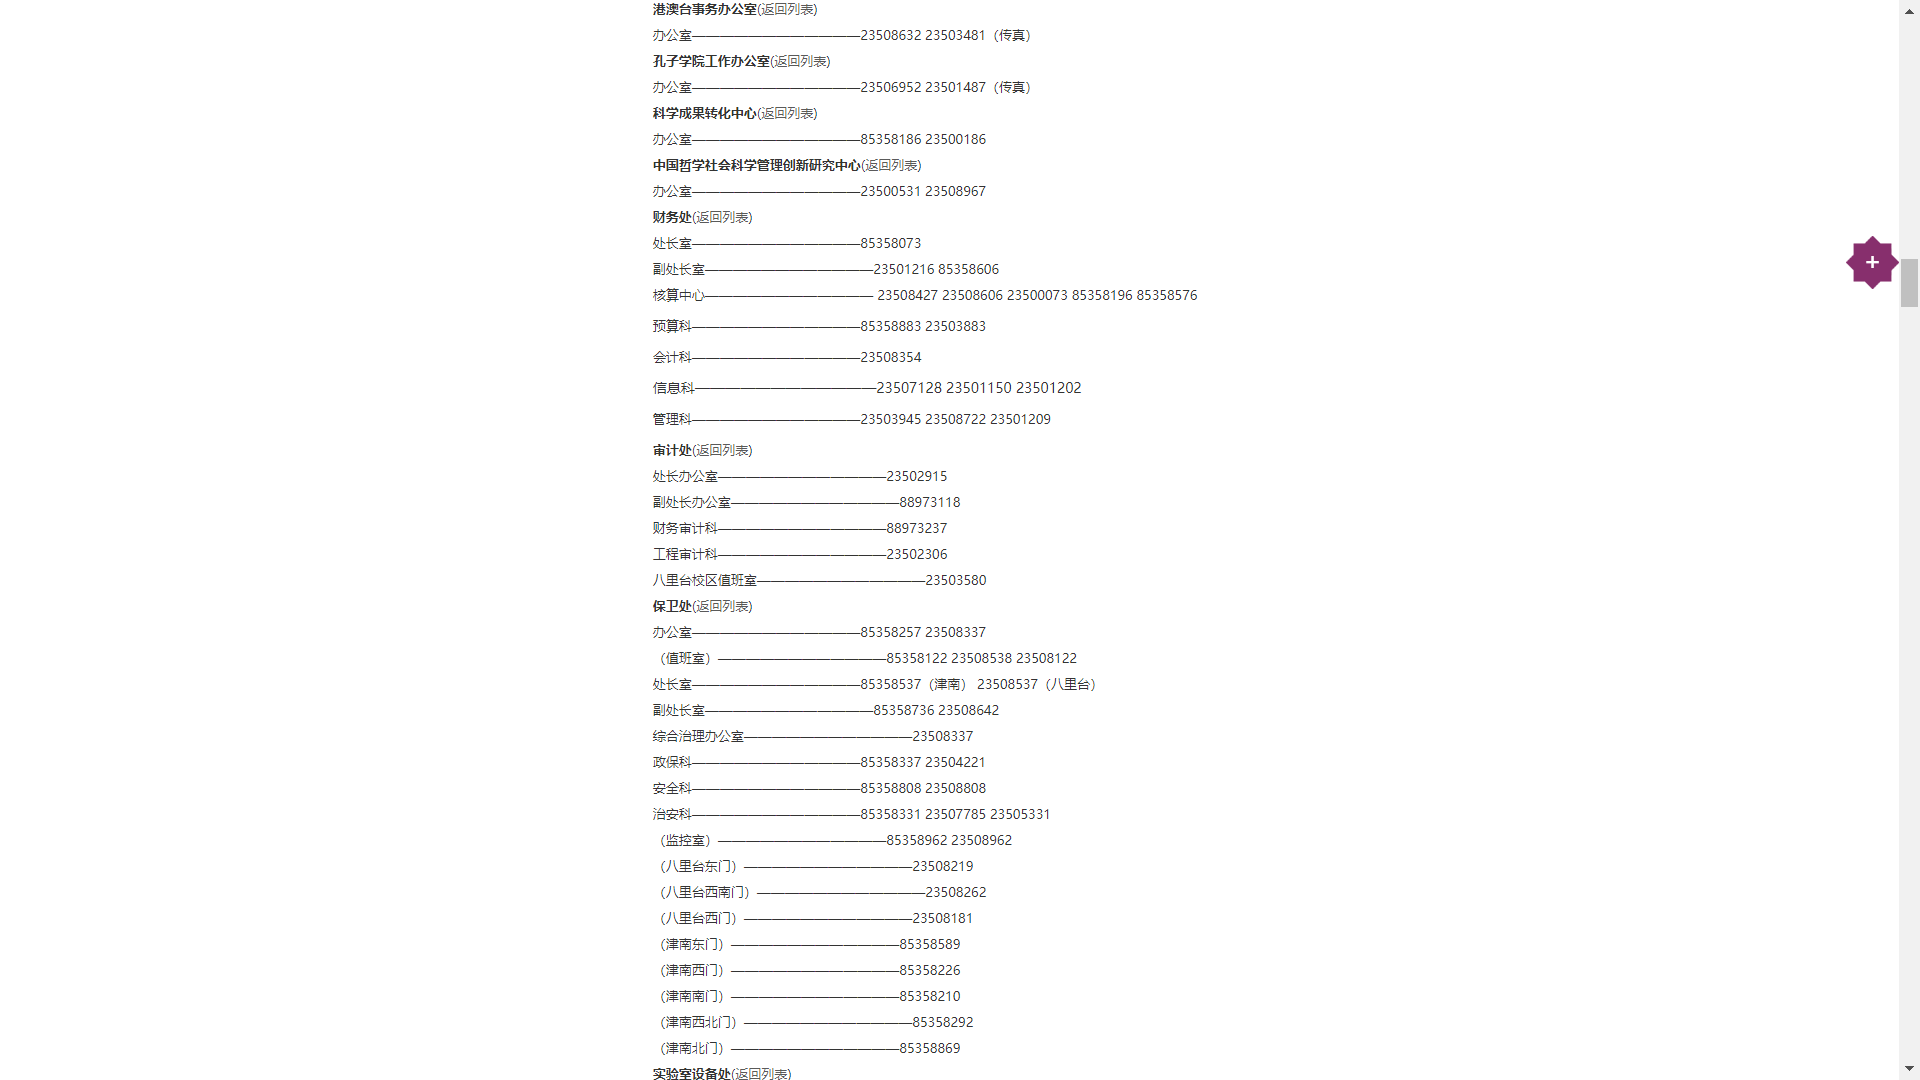 港澳台事务办公室(返回列表)
办公室————————————23508632 23503481（传真）
孔子学院工作办公室(返回列表)
办公室————————————23506952 23501487（传真）
科学成果转化中心(返回列表)
办公室————————————85358186 23500186
中国哲学社会科学管理创新研究中心(返回列表)
办公室————————————23500531 23508967
财务处(返回列表)
处长室————————————85358073
副处长室————————————23501216 85358606
核算中心———————————— 23508427 23508606 23500073 85358196 85358576
预算科————————————85358883 23503883
会计科————————————23508354
信息科————————————23507128 23501150 23501202
管理科————————————23503945 23508722 23501209
审计处(返回列表)
处长办公室————————————23502915
副处长办公室————————————88973118
财务审计科————————————88973237
工程审计科————————————23502306
八里台校区值班室————————————23503580
保卫处(返回列表)
办公室————————————85358257 23508337
（值班室）————————————85358122 23508538 23508122
处长室————————————85358537（津南） 23508537（八里台）
副处长室————————————85358736 23508642
综合治理办公室————————————23508337
政保科————————————85358337 23504221
安全科————————————85358808 23508808
治安科————————————85358331 23507785 23505331
（监控室）————————————85358962 23508962
（八里台东门）————————————23508219
（八里台西南门）————————————23508262
（八里台西门）————————————23508181
（津南东门）————————————85358589
（津南西门）————————————85358226
（津南南门）————————————85358210
（津南西北门）————————————85358292
（津南北门）————————————85358869
实验室设备处(返回列表)